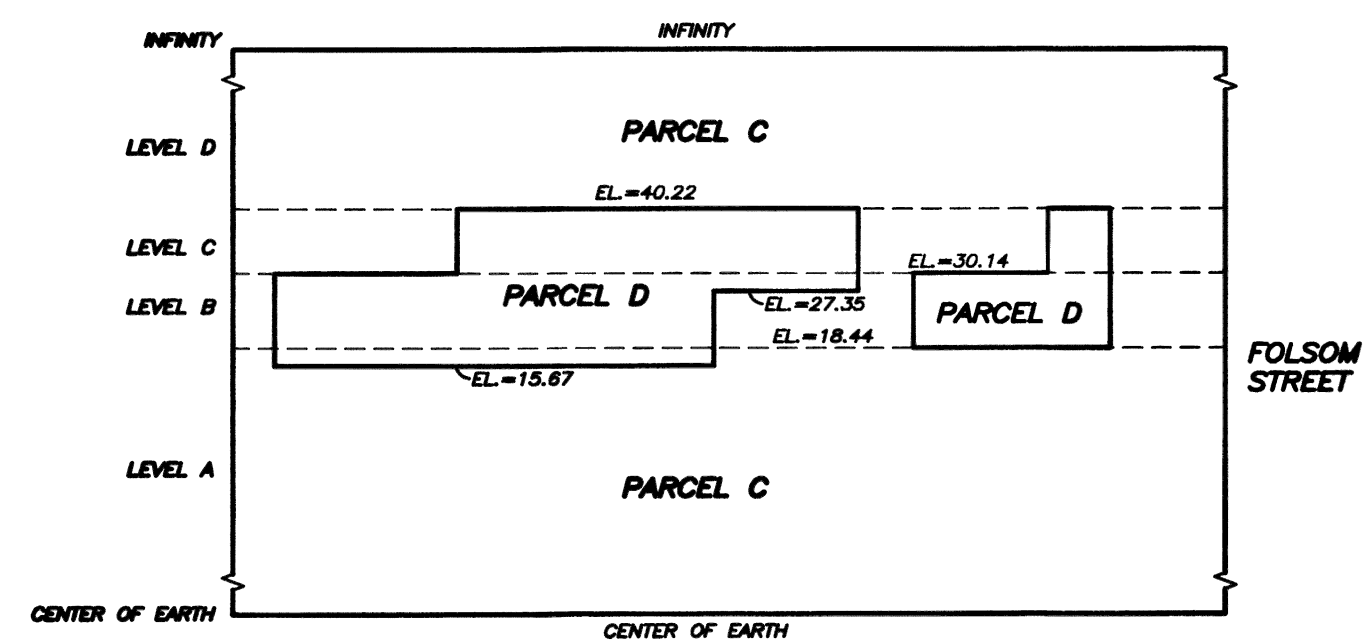 INFINITY
INFINITY
PARCEL C
LEVEL D
EL.=40.22
LEVEL C
EL.=30.14
PARCEL D
EL.=27.35
LEVEL B
PARCEL D
EL.=18.44
FOLSOM
STREET
EL.=15.67
LEVEL A
PARCEL C
CENTER OF EARTH
CENTER OF EARTH